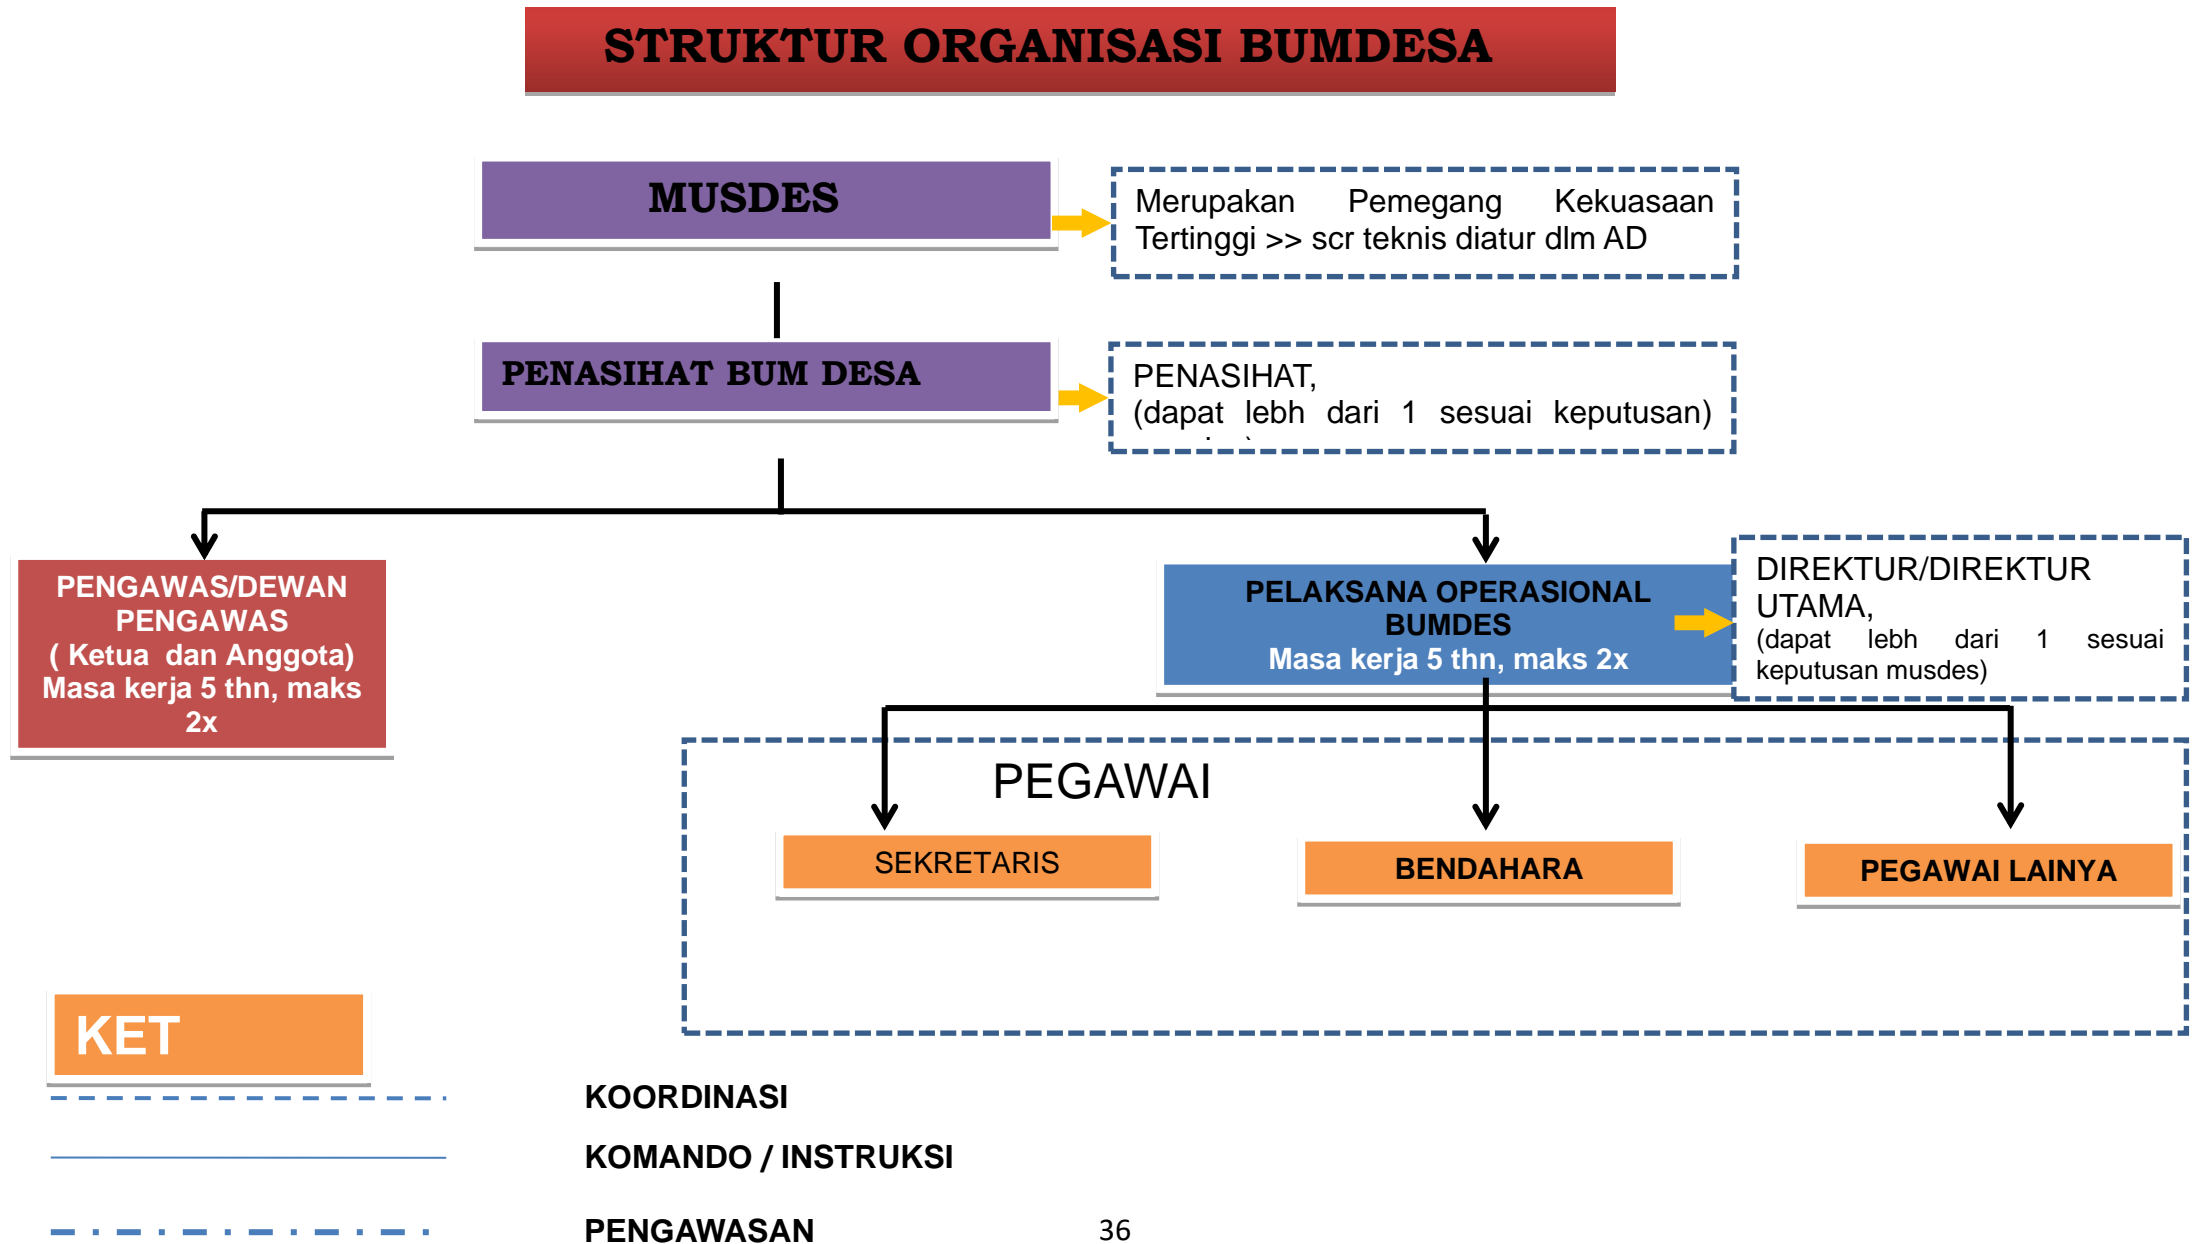 STRUKTUR ORGANISASI BUMDESA
MUSDES
Merupakan Pemegang Kekuasaan
Tertinggi >> scr teknis diatur dlm AD
PENASIHAT BUM DESA
PENASIHAT,
(dapat lebh dari 1 sesuai keputusan)
PENGAWAS/DEWAN
PENGAWAS
( Ketua dan Anggota)
Masa kerja 5 thn, maks
2x
PELAKSANA OPERASIONAL
BUMDES
Masa kerja 5 thn, maks 2x
DIREKTUR/DIREKTUR
UTAMA,
(dapat lebh dari 1 sesuai
keputusan musdes)
PEGAWAI
SEKRETARIS
BENDAHARA
PEGAWAI LAINYA
KET
KOORDINASI
KOMANDO / INSTRUKSI
PENGAWASAN
36